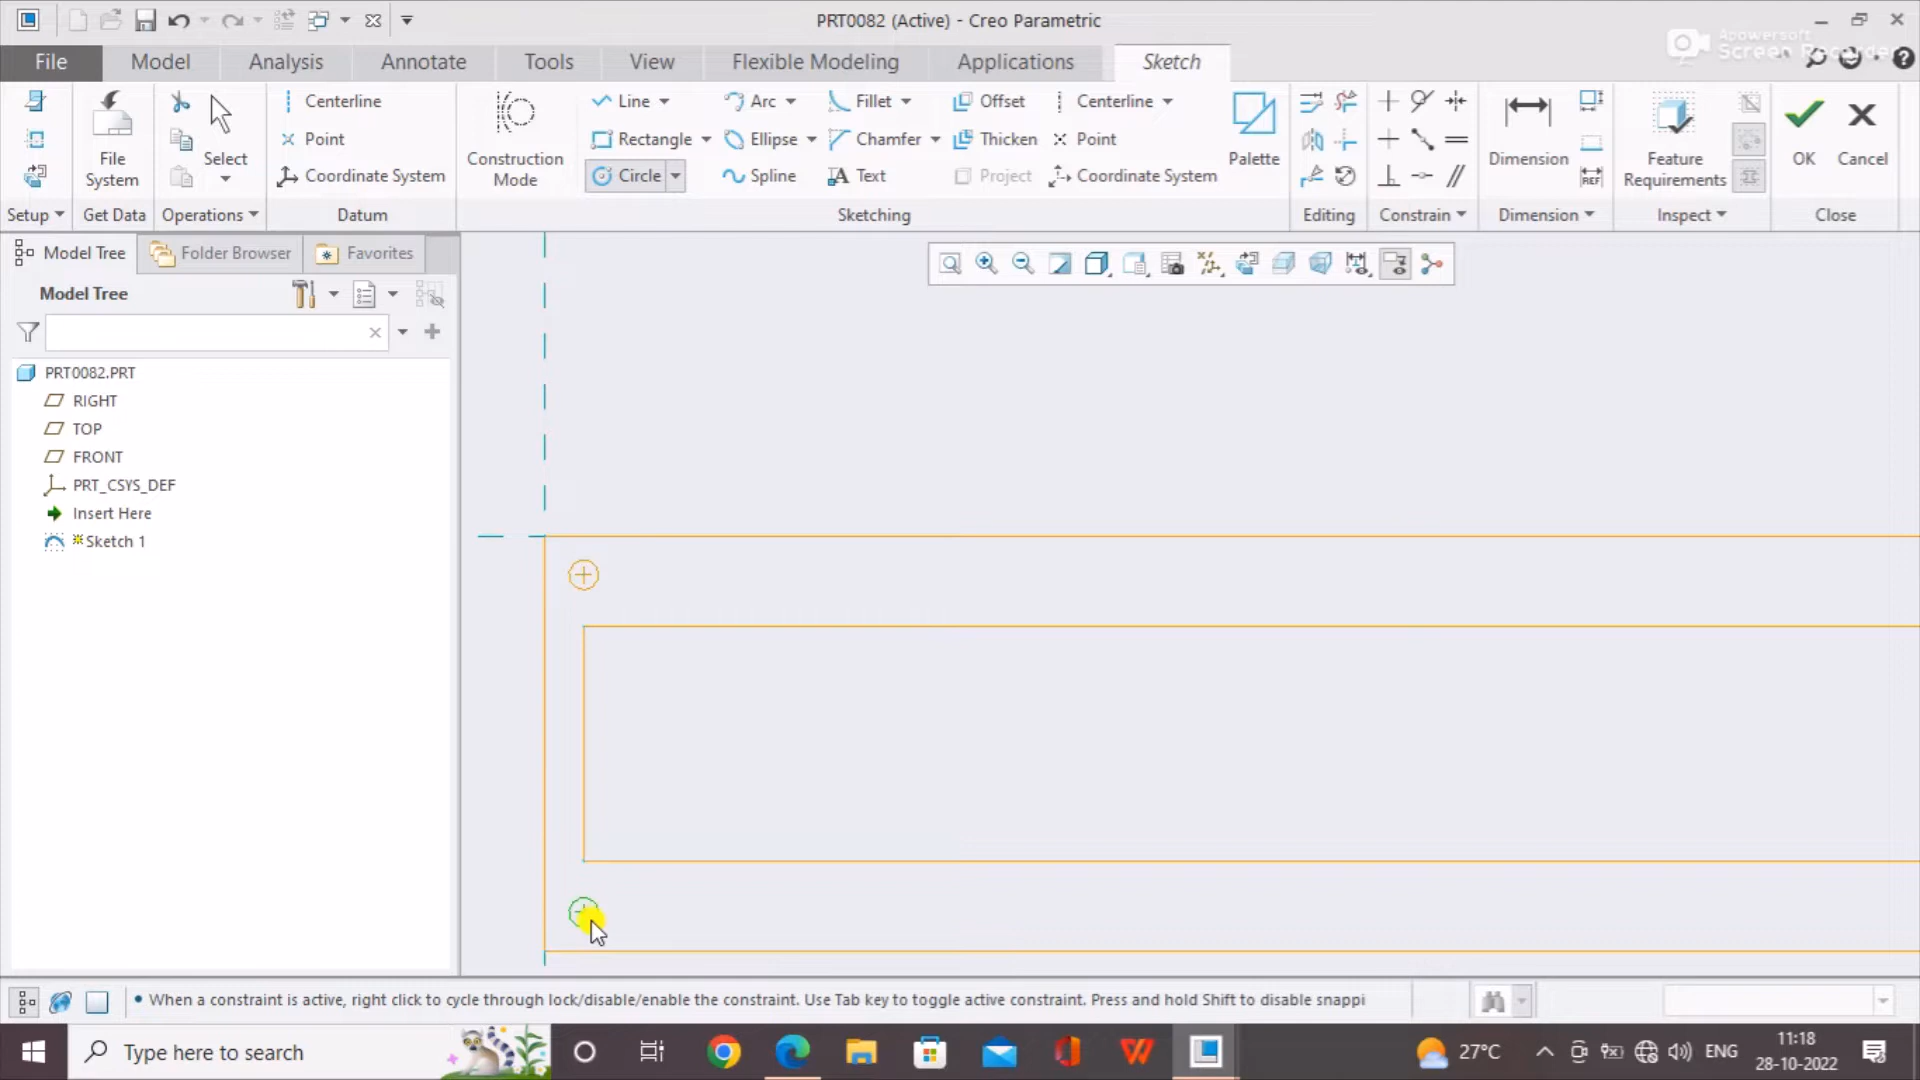 PRT0082 (Active) - Creo Parametric
Apowersoft
Screen Recorder
File Model Analysis Annotate Tools View Flexible Modeling Applications Sketch
Centerline Line Arc Fillet Offset Centerline
Point Rectangle Ellipse Chamfer Thicken Point
Coordinate System Circle Spline Text Project Coordinate System
File System Select Construction Mode Palette Dimension Feature Requirements OK Cancel
REF
Setup Get Data Operations Datum Sketching Editing Constrain Dimension Inspect Close
Model Tree Folder Browser Favorites
Model Tree
PRT0082.PRT
RIGHT
TOP
FRONT
PRT_CSYS_DEF
Insert Here
Sketch 1
• When a constraint is active, right click to cycle through lock/disable/enable the constraint. Use Tab key to toggle active constraint. Press and hold Shift to disable snappi
Type here to search
27°C
ENG
11:18
28-10-2022